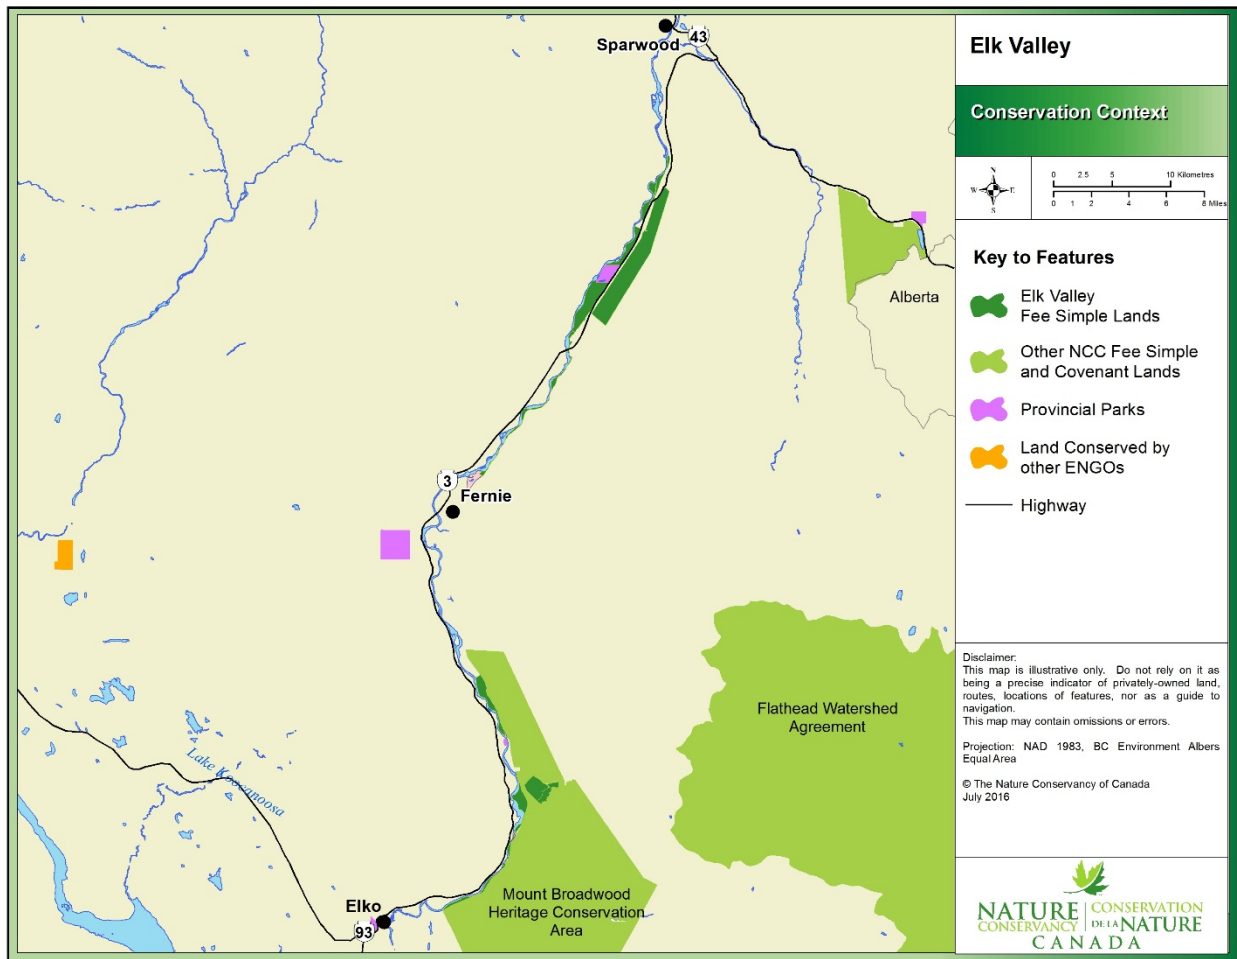 Sparwood
43
Alberta
3
Fernie
Flathead Watershed
Agreement
Lake Koocanoosa
Mount Broadwood
Heritage Conservation
Area
Elko
93
Elk Valley
Conservation Context
N
W
E
S
0 2.5 5 10 Kilometres
0 1 2 4 6 8 Miles
Key to Features
Elk Valley
Fee Simple Lands
Other NCC Fee Simple
and Covenant Lands
Provincial Parks
Land Conserved by
other ENGOs
Highway
Disclaimer:
This map is illustrative only. Do not rely on it as
being a precise indicator of privately-owned land,
routes, locations of features, nor as a guide to
navigation.
This map may contain omissions or errors.
Projection: NAD 1983, BC Environment Albers
Equal Area
© The Nature Conservancy of Canada
July 2016
NATURE CONSERVATION
CONSERVANCY DE LA NATURE
CANADA